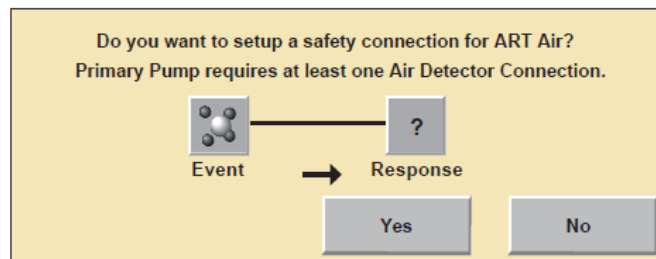 Do you want to setup a safety connection for ART Air?
Primary Pump requires at least one Air Detector Connection.
?
Event Response
Yes No